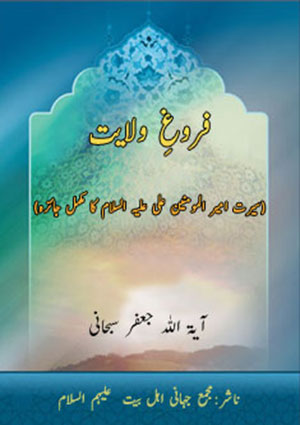 فروغِ ولایت
(سیرت امیر المومنین علی علیہ السلام کا مکمل جائزہ)
آیۃ اللہ جعفر سبحانی
ناشر: مجمع جہانی اہل بیت علیہم السلام